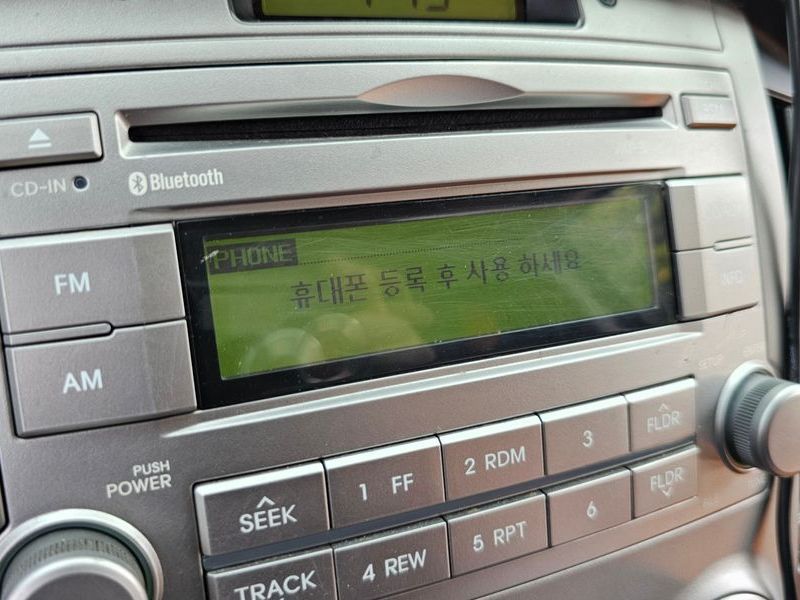 CD-IN
Bluetooth
PHONE
휴대폰 등록 후 사용 하세요
FM
AM
INFO
PUSH
POWER
SEEK
1 FF
2 RDM
3
FLDR
TRACK
4 REW
5 RPT
6
FLDR